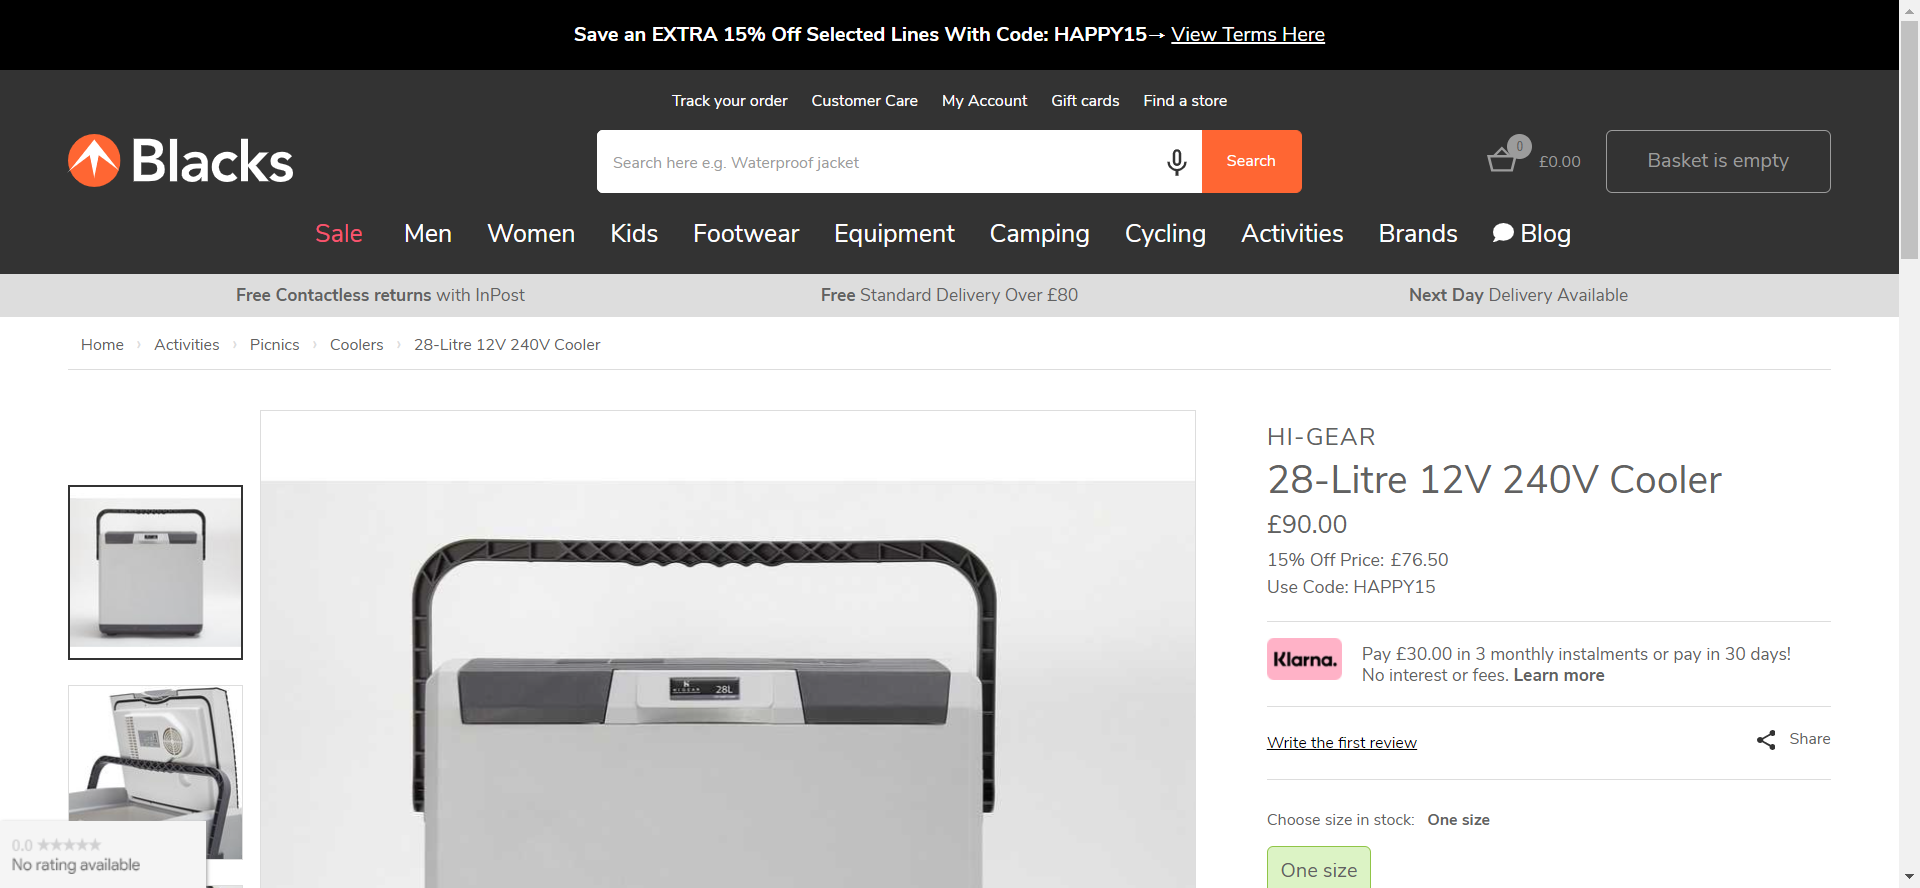 Save an EXTRA 15% Off Selected Lines With Code: HAPPY15→ View Terms Here
Track your order Customer Care My Account Gift cards Find a store
Blacks
Search here e.g. Waterproof jacket
Search
0
£0.00
Basket is empty
Sale Men Women Kids Footwear Equipment Camping Cycling Activities Brands Blog
Free Contactless returns with InPost
Free Standard Delivery Over £80
Next Day Delivery Available
Home › Activities › Picnics › Coolers › 28-Litre 12V 240V Cooler
HI-GEAR
28-Litre 12V 240V Cooler
£90.00
15% Off Price: £76.50
Use Code: HAPPY15
Klarna.
Pay £30.00 in 3 monthly instalments or pay in 30 days!
No interest or fees. Learn more
Write the first review
Share
Choose size in stock: One size
One size
HI GEAR 28L
0.0 ★★★★★
No rating available